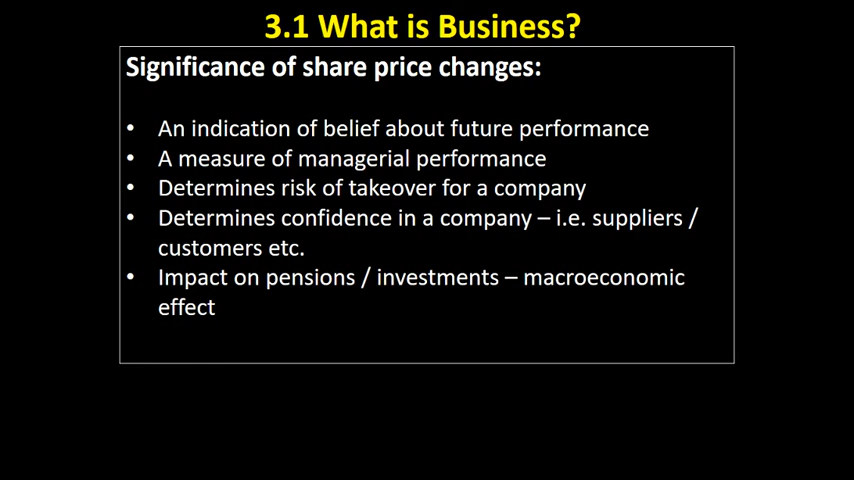 3.1 What is Business?
Significance of share price changes:
• An indication of belief about future performance
• A measure of managerial performance
• Determines risk of takeover for a company
• Determines confidence in a company – i.e. suppliers /
customers etc.
• Impact on pensions / investments – macroeconomic
effect